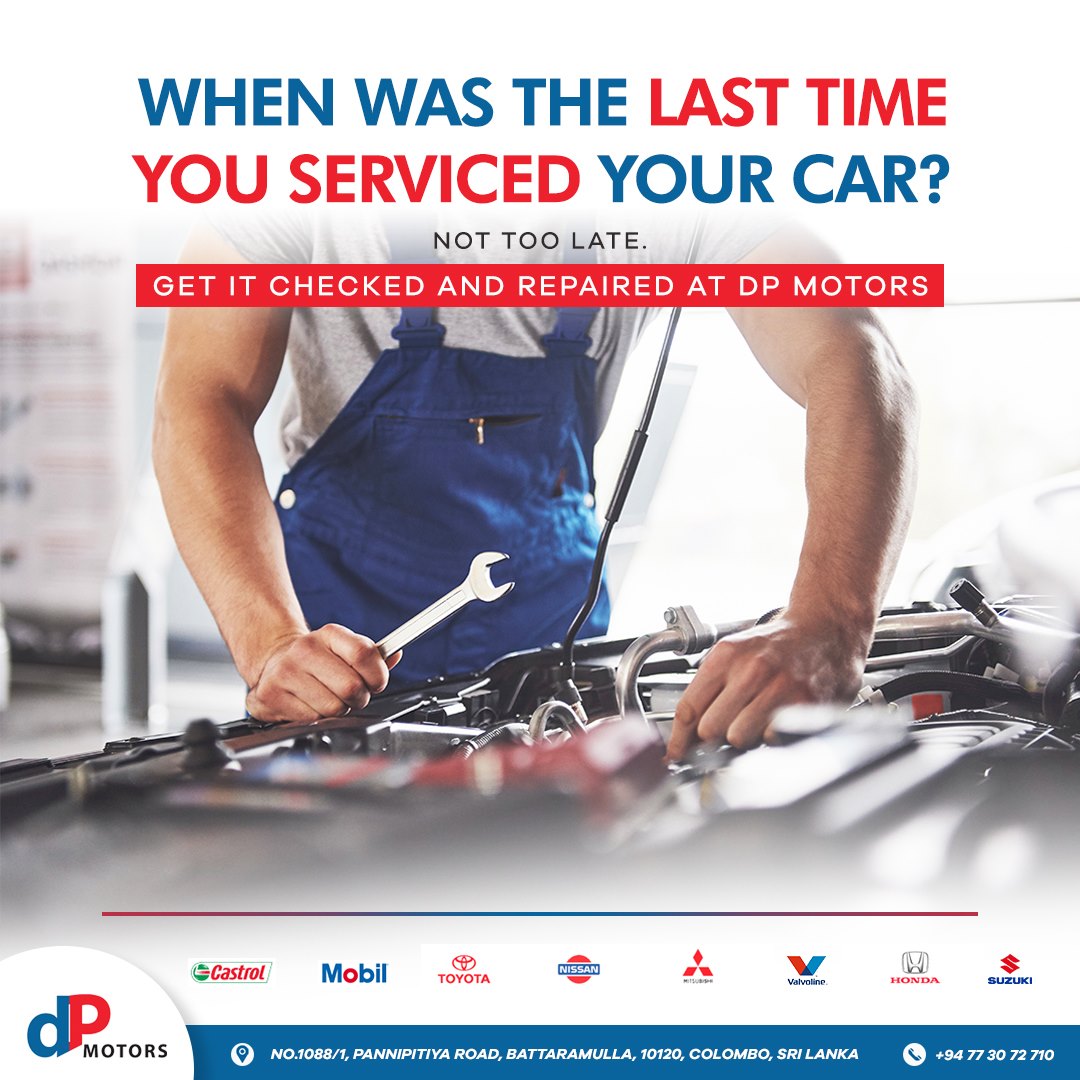 WHEN WAS THE LAST TIME
YOU SERVICED YOUR CAR?
NOT TOO LATE.
GET IT CHECKED AND REPAIRED AT DP MOTORS
Castrol
Mobil
TOYOTA
NISSAN
MITSUBISHI
Valvoline.
HONDA
SUZUKI
dP
MOTORS
NO.1088/1, PANNIPITIYA ROAD, BATTARAMULLA, 10120, COLOMBO, SRI LANKA
+94 77 30 72 710